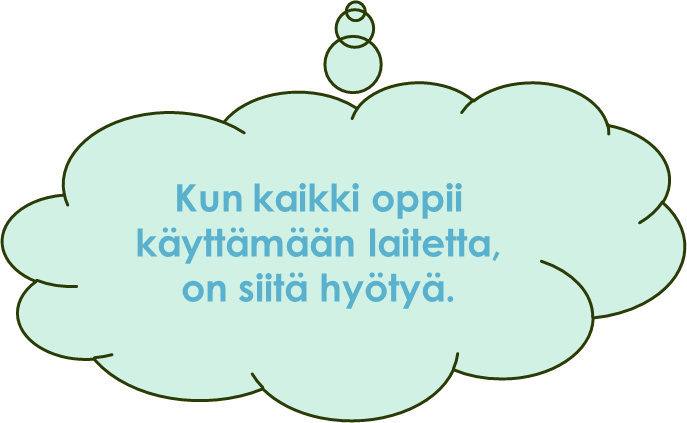 Kun kaikki oppii
käyttämään laitetta,
on siitä hyötyä.